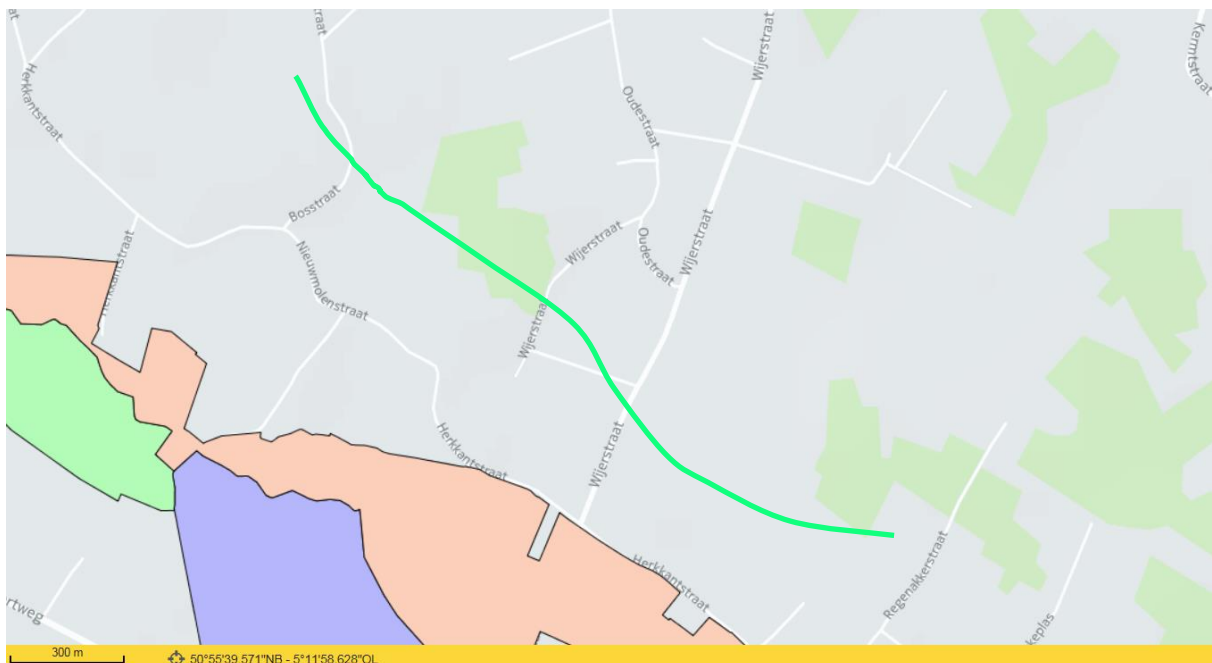 Herkkantstraat
Wijerstraat
Kermtstraat
Oudestraat
Bosstraat
Wijerstraat
Oudestraat
Wijerstraat
Nieuwmolenstraat
Herkkantstraat
Wijerstraat
Herkkantstraat
Wijerstraat
Herkkantstraat
Regenakkerstraat
300 m
50°55'39.571"NB - 5°11'58.628"OL